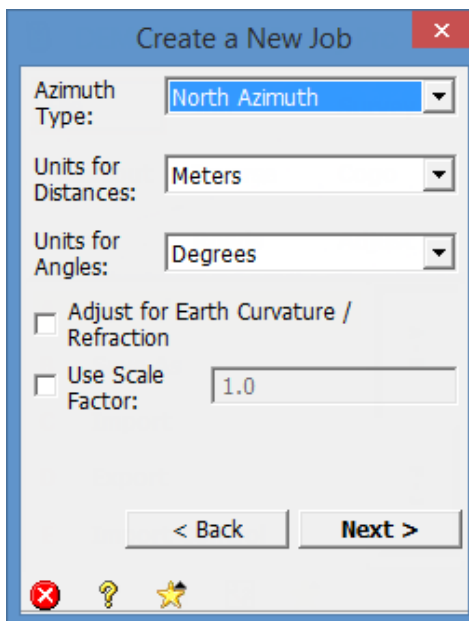 Create a New Job
Azimuth
Type:
North Azimuth
Units for
Distances:
Meters
Units for
Angles:
Degrees
Adjust for Earth Curvature /
Refraction
Use Scale
Factor:
1.0
< Back
Next >